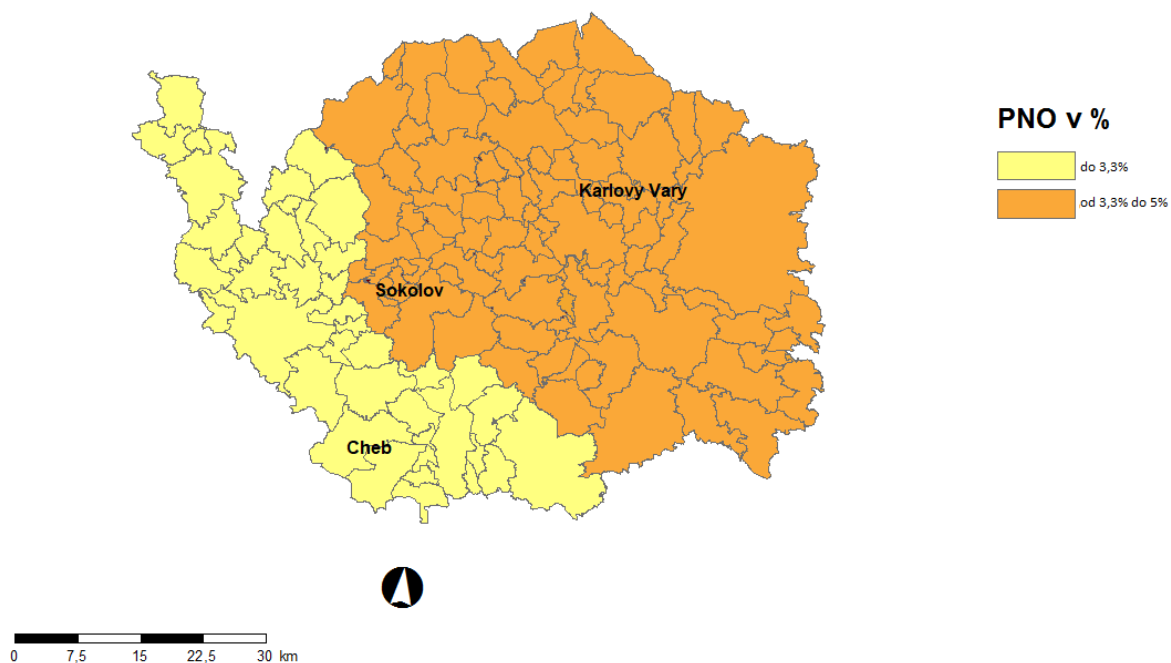 PNO v %
do 3,3%
od 3,3% do 5%
Karlovy Vary
Sokolov
Cheb
0 7,5 15 22,5 30 km